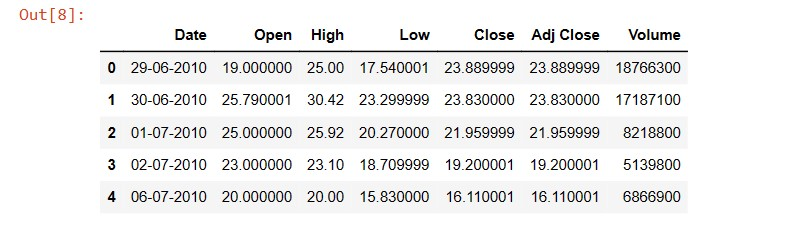 Out[8]:
Date Open High Low Close Adj Close Volume
0 29-06-2010 19.000000 25.00 17.540001 23.889999 23.889999 18766300
1 30-06-2010 25.790001 30.42 23.299999 23.830000 23.830000 17187100
2 01-07-2010 25.000000 25.92 20.270000 21.959999 21.959999 8218800
3 02-07-2010 23.000000 23.10 18.709999 19.200001 19.200001 5139800
4 06-07-2010 20.000000 20.00 15.830000 16.110001 16.110001 6866900